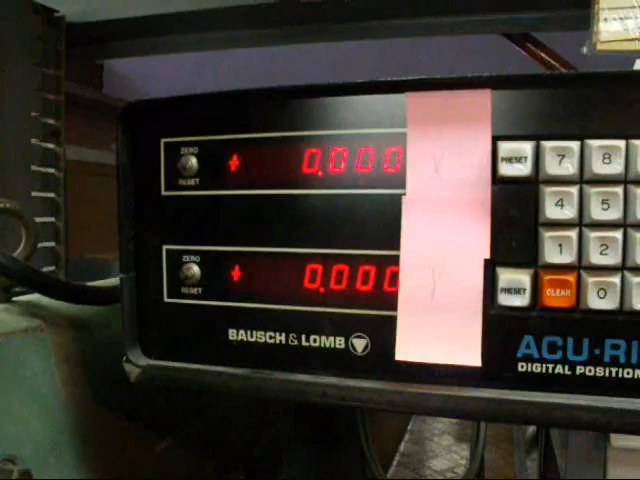 ZERO
RESET
+ 0.000
PRESET 7 8
4 5
1 2
ZERO
RESET
+ 0.000
PRESET CLEAR 0
BAUSCH & LOMB
ACU-RI
DIGITAL POSITION